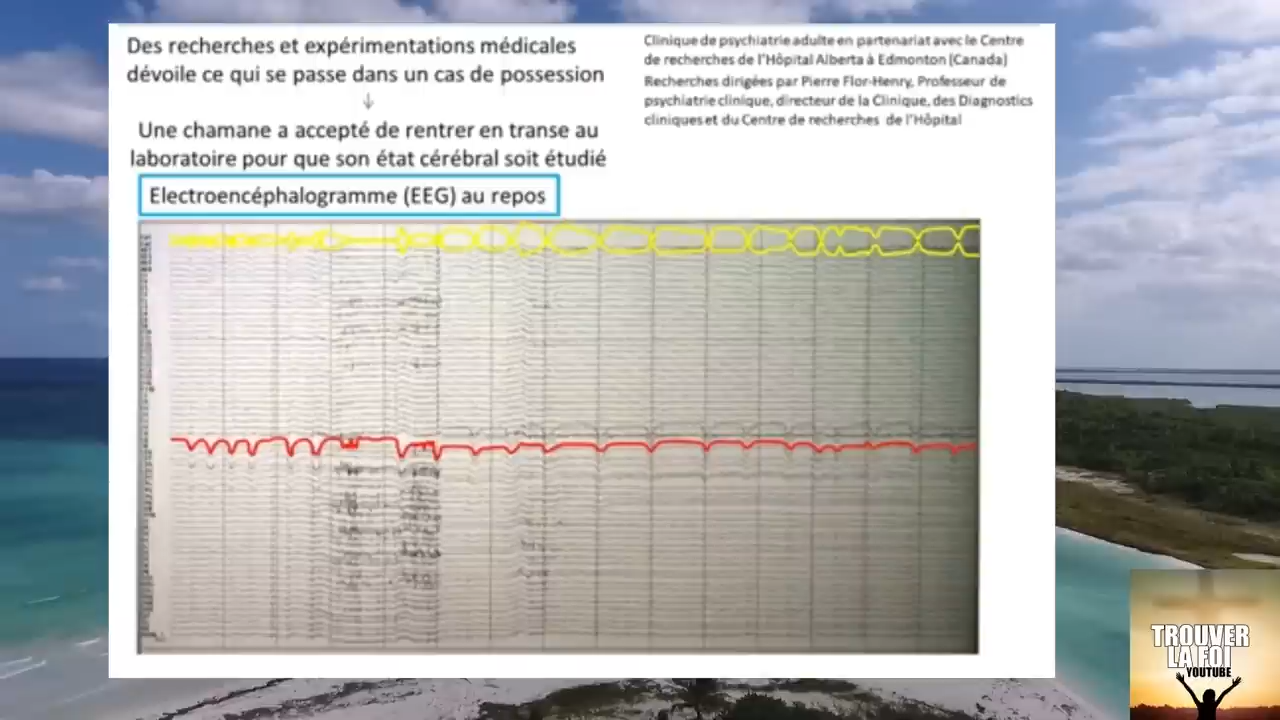 Des recherches et expérimentations médicales
dévoile ce qui se passe dans un cas de possession
↓
Une chamane a accepté de rentrer en transe au
laboratoire pour que son état cérébral soit étudié
Electroencéphalogramme (EEG) au repos
Clinique de psychiatrie adulte en partenariat avec le Centre
de recherches de l'Hôpital Alberta à Edmonton (Canada)
Recherches dirigées par Pierre Flor-Henry, Professeur de
psychiatrie clinique, directeur de la Clinique, des Diagnostics
cliniques et du Centre de recherches de l'Hôpital
TROUVER
LA FOI
YOUTUBE